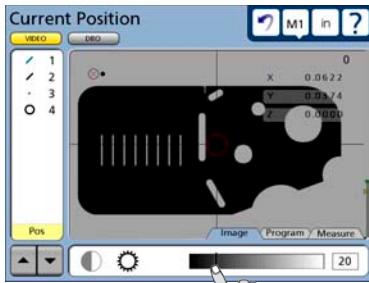 Current Position
M1 in ?
VIDEO DRO
1
2
3
4
0
X 0.0622
Y 0.0374
Z 0.0000
Pos
Image Program Measure
20